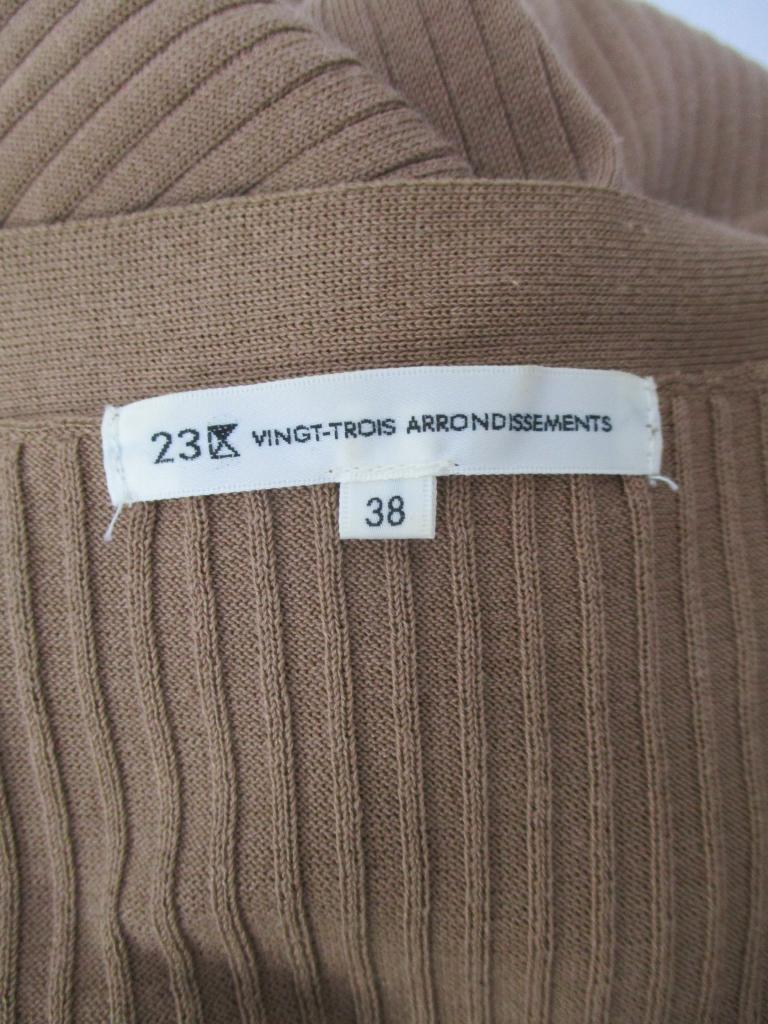 23区 VINGT-TROIS ARRONDISSEMENTS
38